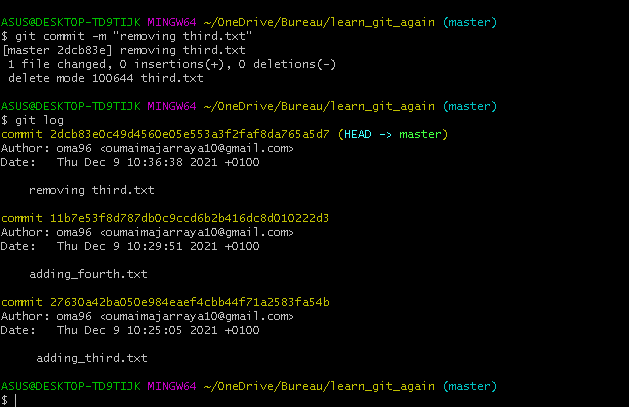 ASUS@DESKTOP-TD9TIJK MINGW64 ~/OneDrive/Bureau/learn_git_again (master)
$ git commit -m "removing third.txt"
[master 2dcb83e] removing third.txt
 1 file changed, 0 insertions(+), 0 deletions(-)
 delete mode 100644 third.txt

ASUS@DESKTOP-TD9TIJK MINGW64 ~/OneDrive/Bureau/learn_git_again (master)
$ git log
commit 2dcb83e0c49d4560e05e553a3f2faf8da765a5d7 (HEAD -> master)
Author: oma96 <oumaimajarraya10@gmail.com>
Date:   Thu Dec 9 10:36:38 2021 +0100

    removing third.txt

commit 11b7e53f8d787db0c9ccd6b2b416dc8d010222d3
Author: oma96 <oumaimajarraya10@gmail.com>
Date:   Thu Dec 9 10:29:51 2021 +0100

    adding_fourth.txt

commit 27630a42ba050e984eaef4cbb44f71a2583fa54b
Author: oma96 <oumaimajarraya10@gmail.com>
Date:   Thu Dec 9 10:25:05 2021 +0100

     adding_third.txt

ASUS@DESKTOP-TD9TIJK MINGW64 ~/OneDrive/Bureau/learn_git_again (master)
$